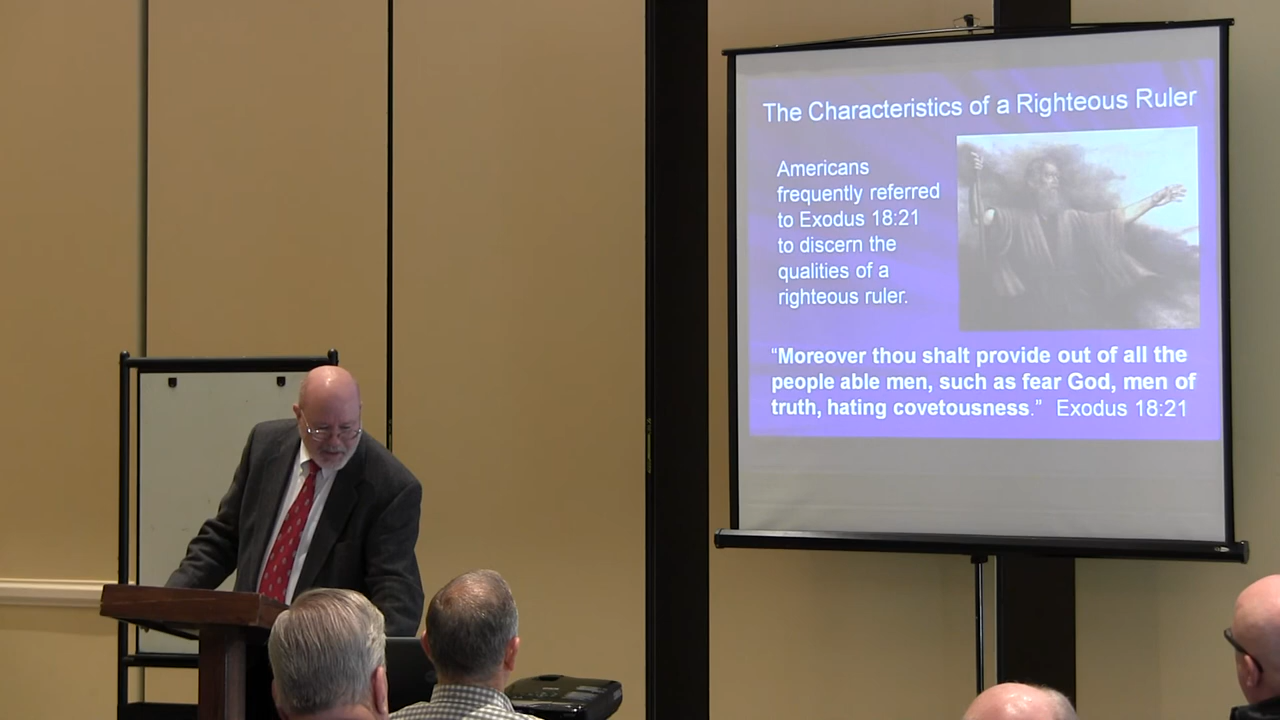 The Characteristics of a Righteous Ruler
Americans
frequently referred
to Exodus 18:21
to discern the
qualities of a
righteous ruler.
“Moreover thou shalt provide out of all the
people able men, such as fear God, men of
truth, hating covetousness.” Exodus 18:21